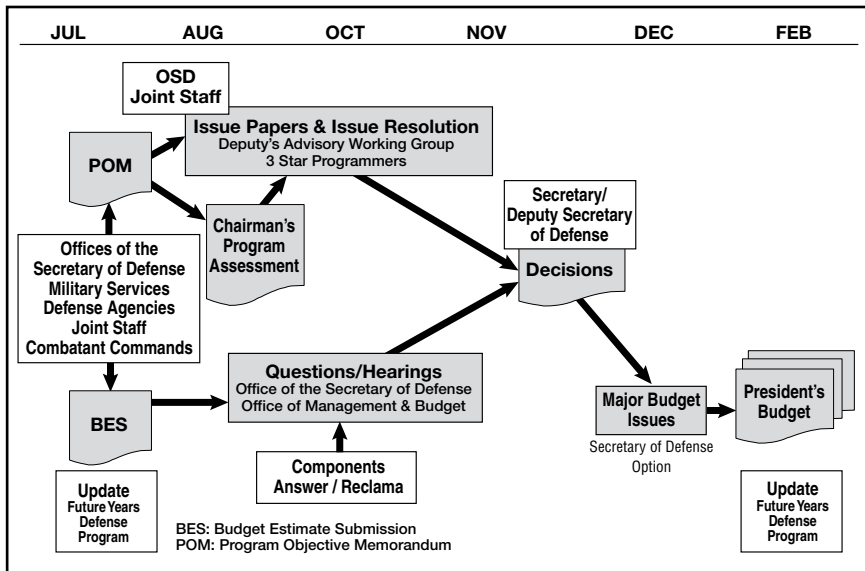 JUL AUG OCT NOV DEC FEB
OSD
Joint Staff
Issue Papers & Issue Resolution
Deputy's Advisory Working Group
3 Star Programmers
POM
Chairman's
Program
Assessment
Secretary/
Deputy Secretary
of Defense
Decisions
Offices of the
Secretary of Defense
Military Services
Defense Agencies
Joint Staff
Combatant Commands
Questions/Hearings
Office of the Secretary of Defense
Office of Management & Budget
BES
Major Budget
Issues
Secretary of Defense
Option
President's
Budget
Components
Answer / Reclama
Update
Future Years
Defense
Program
BES: Budget Estimate Submission
POM: Program Objective Memorandum
Update
Future Years
Defense
Program